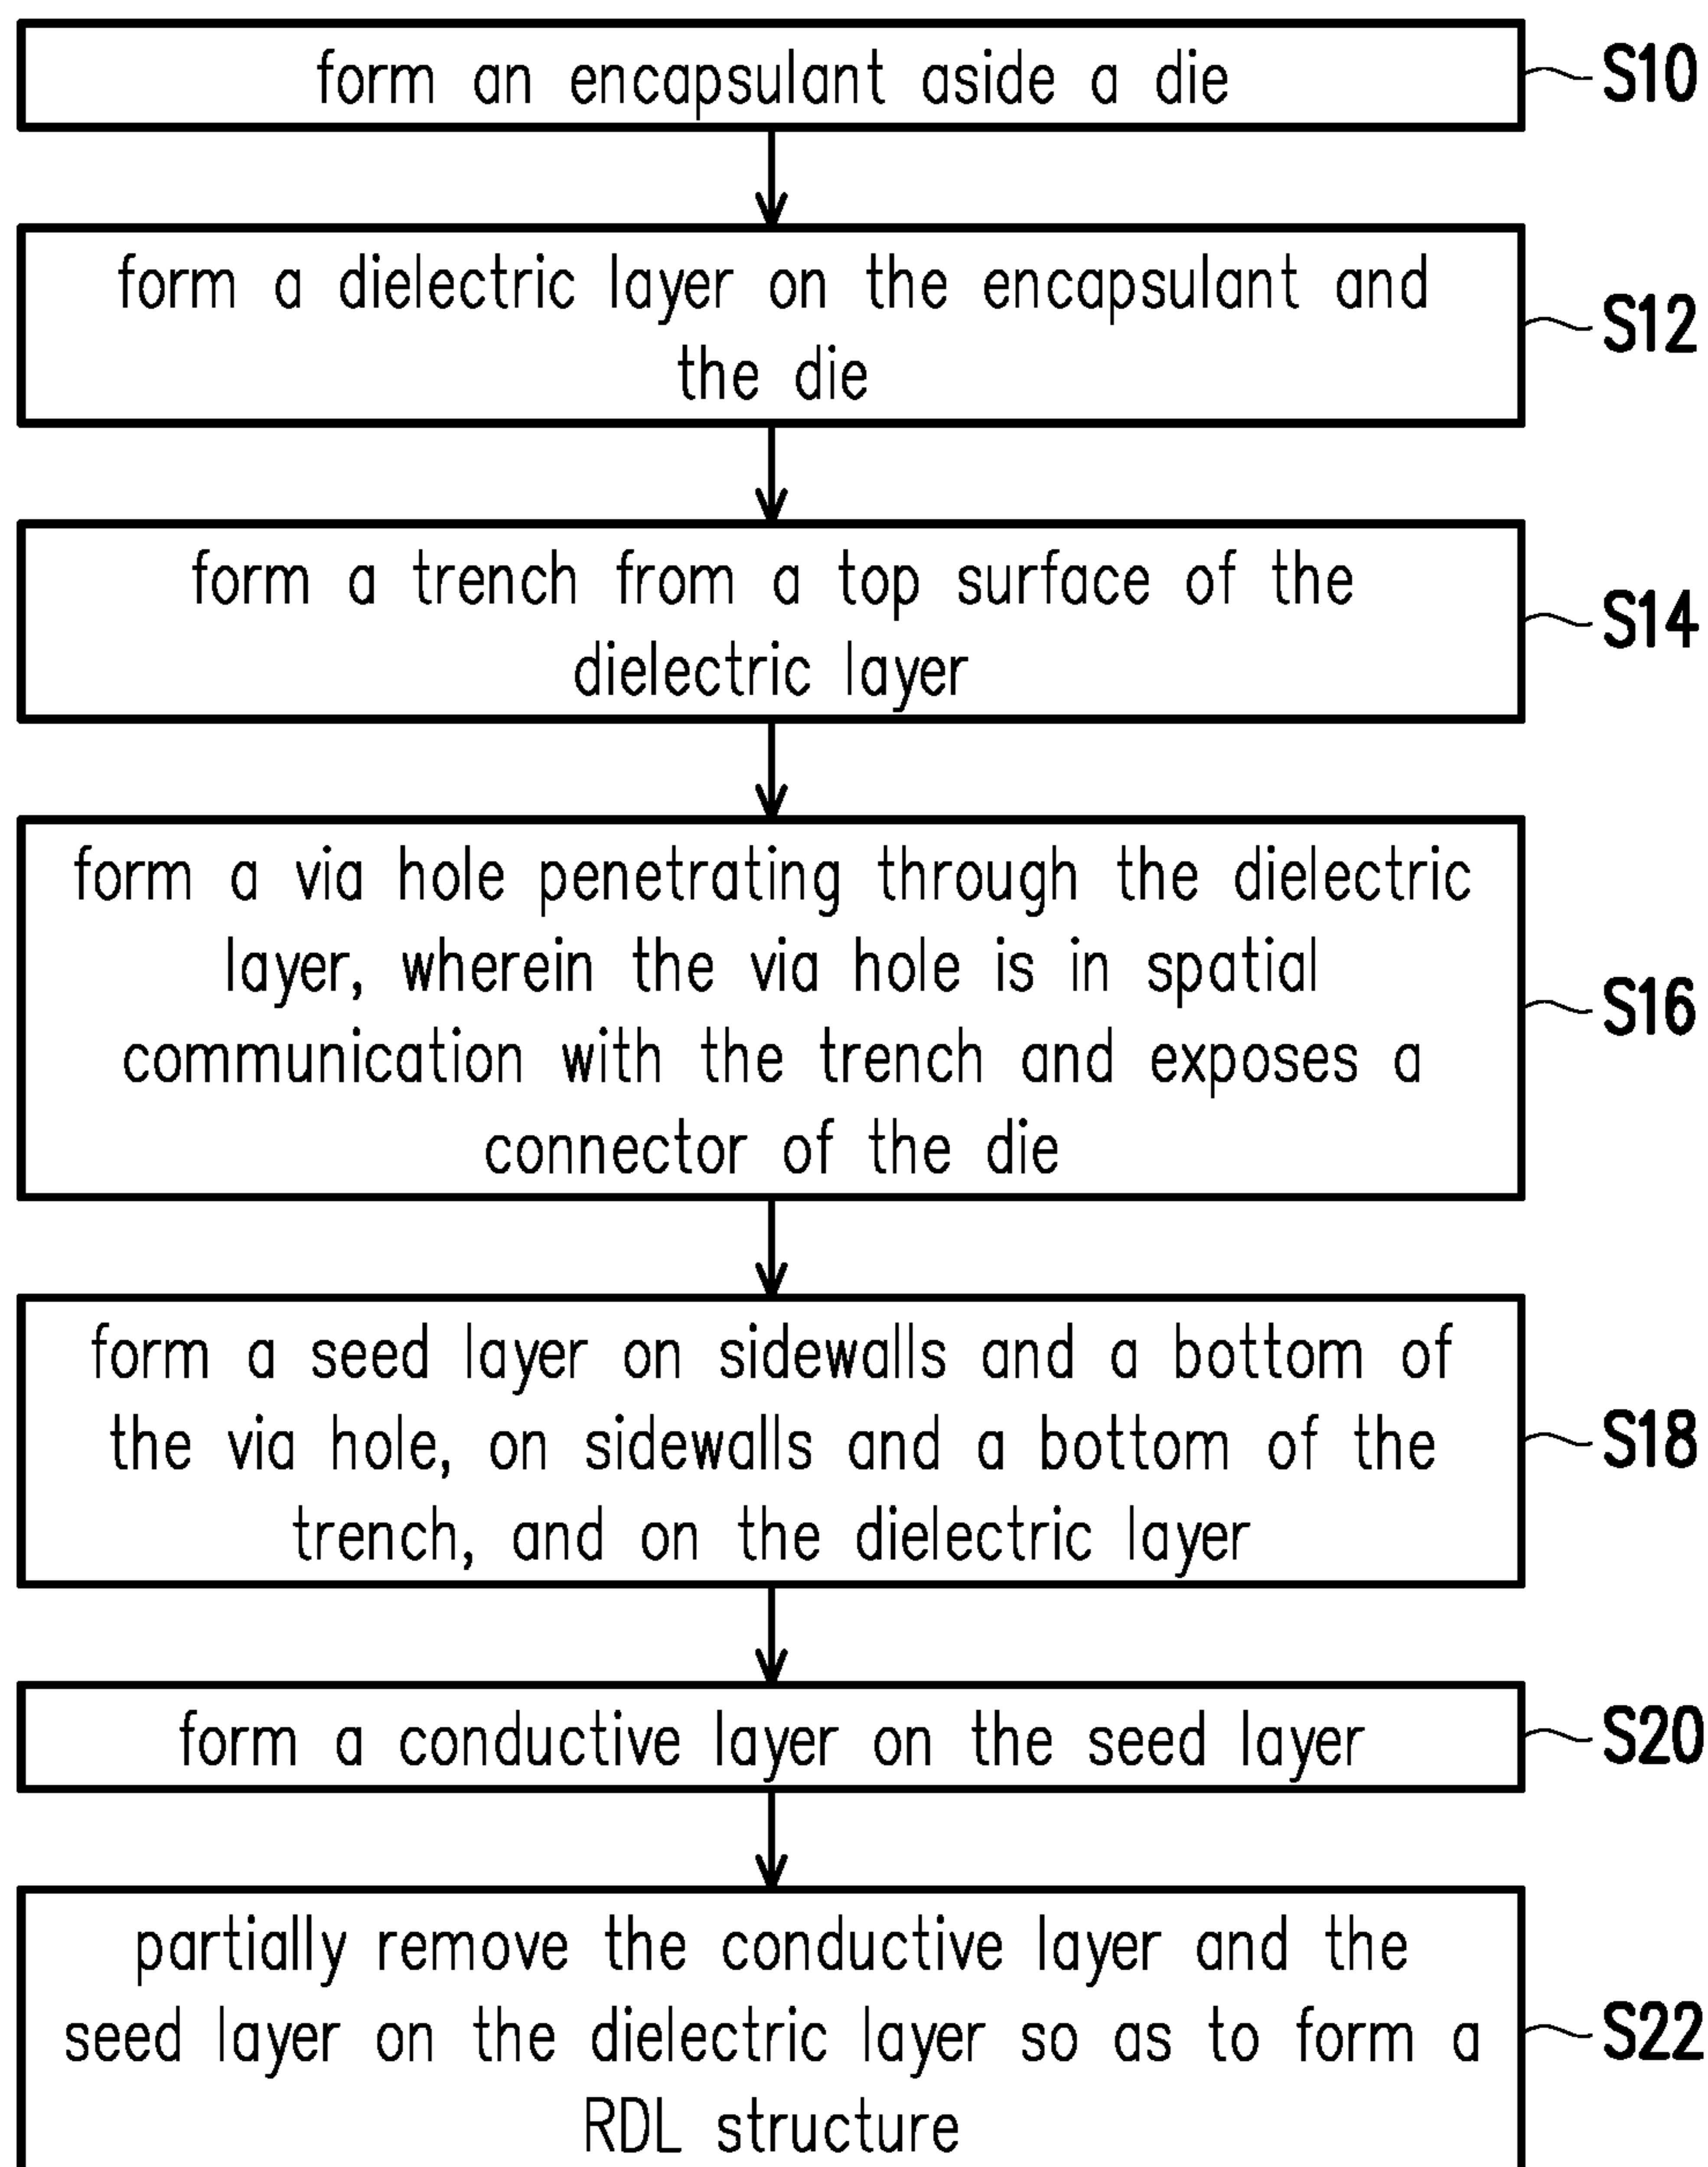 form an encapsulant aside a die
S10
form a dielectric layer on the encapsulant and
the die
S12
form a trench from a top surface of the
dielectric layer
S14
form a via hole penetrating through the dielectric
layer, wherein the via hole is in spatial
communication with the trench and exposes a
connector of the die
S16
form a seed layer on sidewalls and a bottom of
the via hole, on sidewalls and a bottom of the
trench, and on the dielectric layer
S18
form a conductive layer on the seed layer
S20
partially remove the conductive layer and the
seed layer on the dielectric layer so as to form a
RDL structure
S22